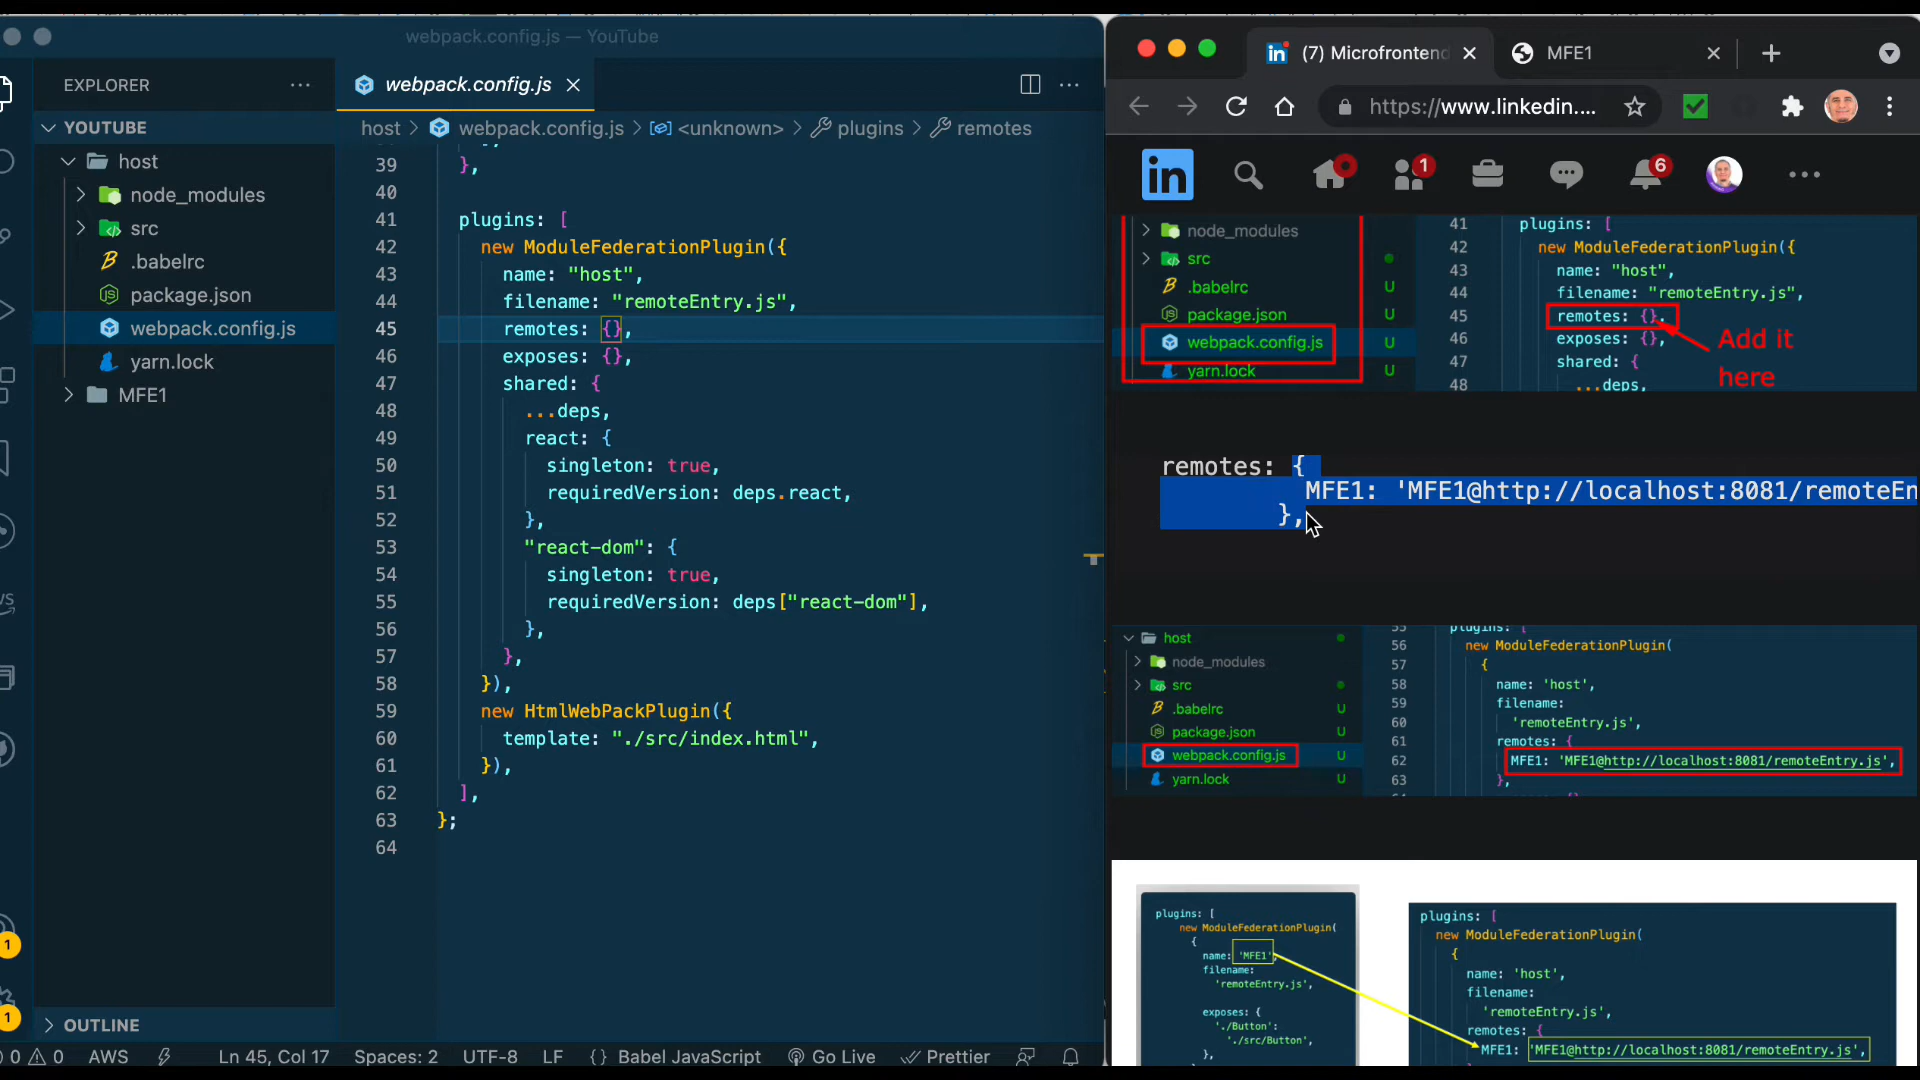 webpack.config.js — YouTube
EXPLORER
webpack.config.js
YOUTUBE
host
node_modules
src
.babelrc
package.json
webpack.config.js
yarn.lock
MFE1
OUTLINE
host > webpack.config.js > <unknown> > plugins > remotes
39 },
40
41 plugins: [
42 new ModuleFederationPlugin({
43 name: "host",
44 filename: "remoteEntry.js",
45 remotes: {},
46 exposes: {},
47 shared: {
48 ...deps,
49 react: {
50 singleton: true,
51 requiredVersion: deps.react,
52 },
53 "react-dom": {
54 singleton: true,
55 requiredVersion: deps["react-dom"],
56 },
57 },
58 }),
59 new HtmlWebPackPlugin({
60 template: "./src/index.html",
61 }),
62 ],
63 };
64
1
1
0 0 AWS Ln 45, Col 17 Spaces: 2 UTF-8 LF {} Babel JavaScript Go Live Prettier
(7) Microfrontend
MFE1
https://www.linkedin....
in
1
6
node_modules
src
.babelrc U
package.json U
webpack.config.js U
yarn.lock U
41 plugins: [
42 new ModuleFederationPlugin({
43 name: "host",
44 filename: "remoteEntry.js",
45 remotes: {},
46 exposes: {},
47 shared: {
48 ...deps,
Add it
here
remotes: {
MFE1: 'MFE1@http://localhost:8081/remoteEn
},
host
node_modules
src
.babelrc U
package.json U
webpack.config.js U
yarn.lock U
55 plugins: [
56 new ModuleFederationPlugin(
57 {
58 name: 'host',
59 filename:
60 'remoteEntry.js',
61 remotes: {
62 MFE1: 'MFE1@http://localhost:8081/remoteEntry.js',
63 },
plugins: [
new ModuleFederationPlugin(
{
name: 'MFE1',
filename:
'remoteEntry.js',
exposes: {
'./Button':
'./src/Button',
},
plugins: [
new ModuleFederationPlugin(
{
name: 'host',
filename:
'remoteEntry.js',
remotes: {
MFE1: 'MFE1@http://localhost:8081/remoteEntry.js',